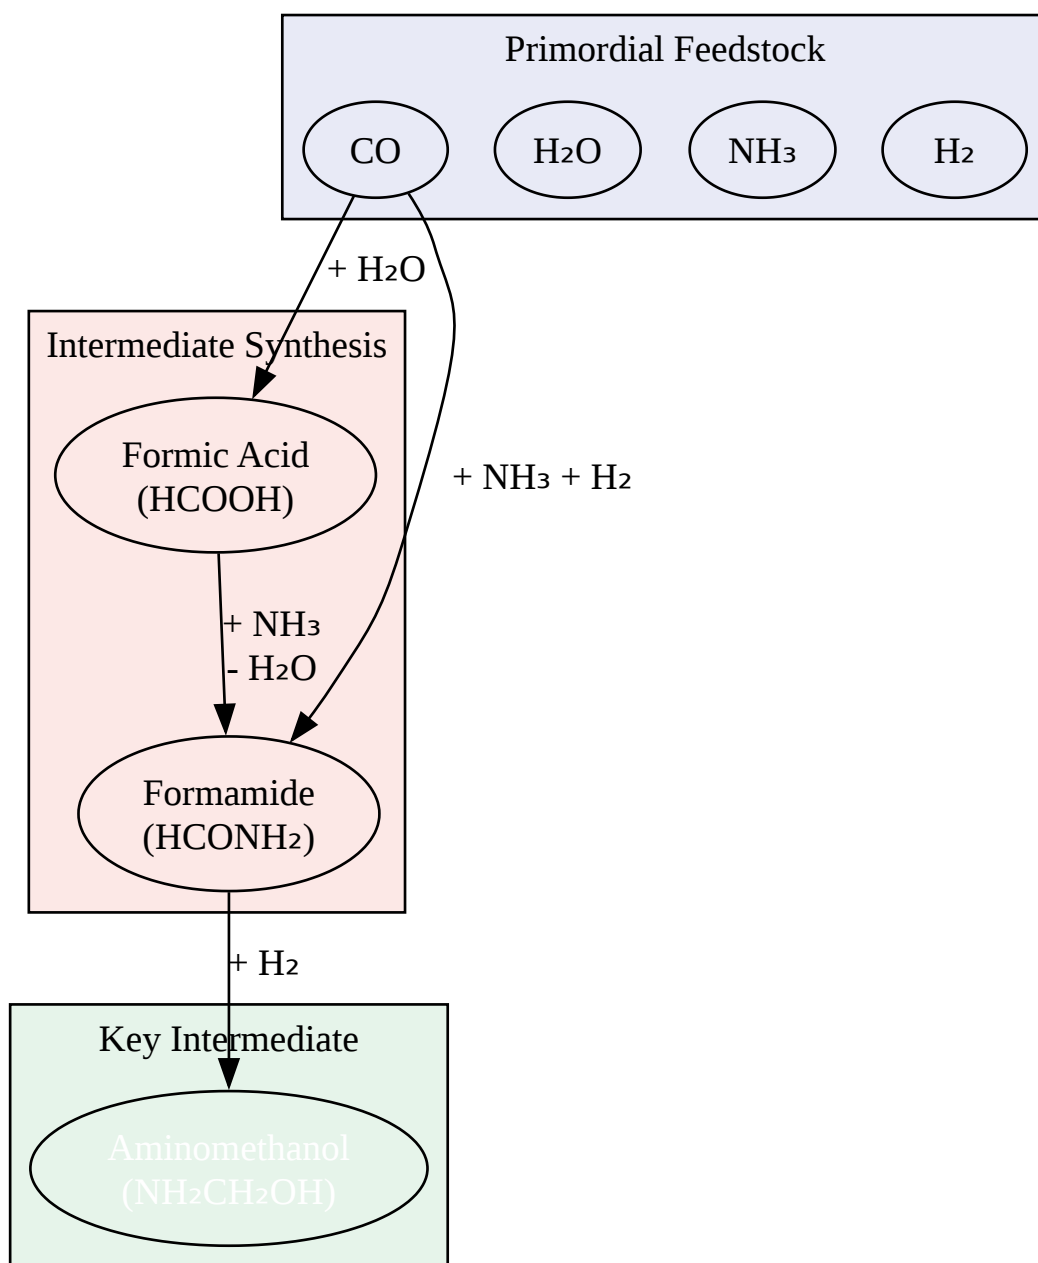 Primordial Feedstock
CO
H₂O
NH₃
H₂
+ H₂O
Intermediate Synthesis
Formic Acid
(HCOOH)
+ NH₃ + H₂
+ NH₃
- H₂O
Formamide
(HCONH₂)
+ H₂
Key Intermediate
Aminomethanol
(NH₂CH₂OH)